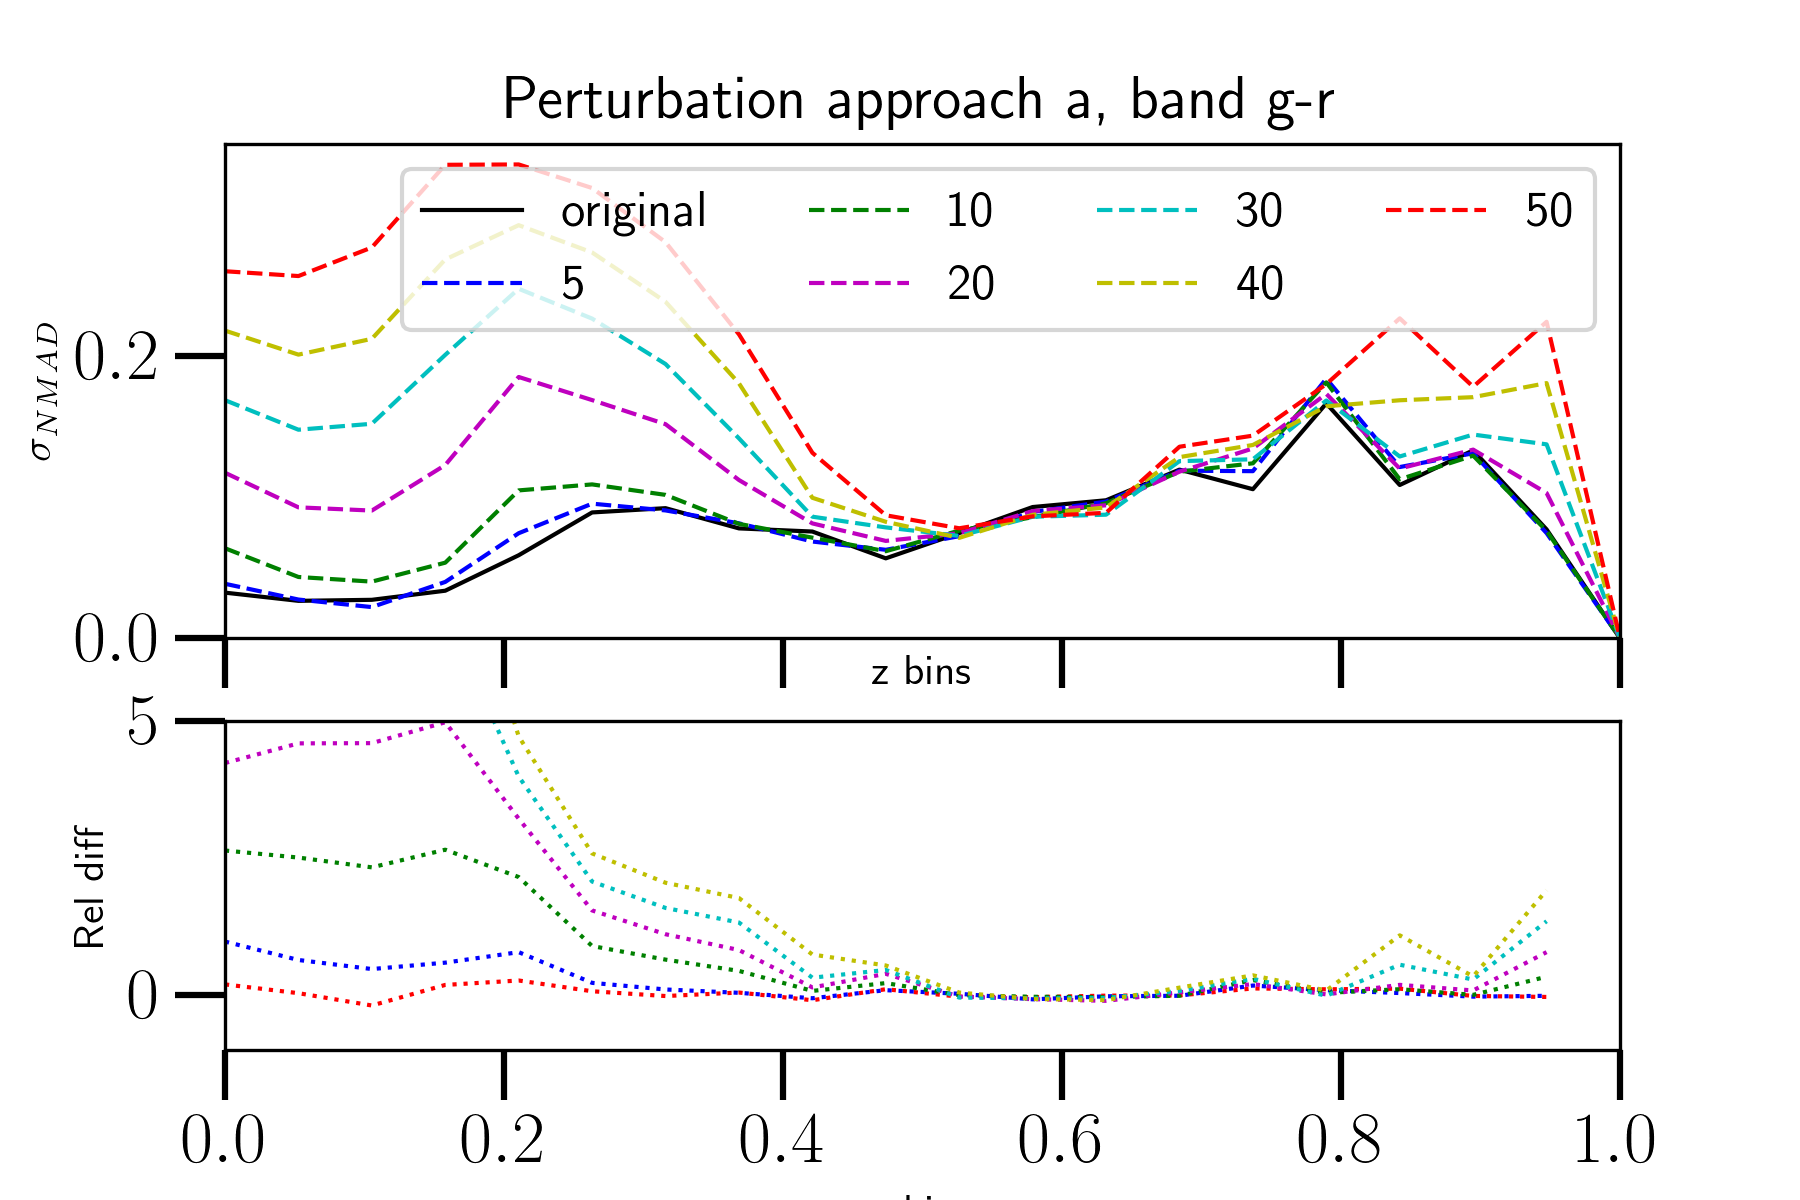 Perturbation approach a, band g-r
original 10 30 50
5 20 40
σNMAD
0.2
0.0
z bins
5
Rel diff
0
0.0 0.2 0.4 0.6 0.8 1.0